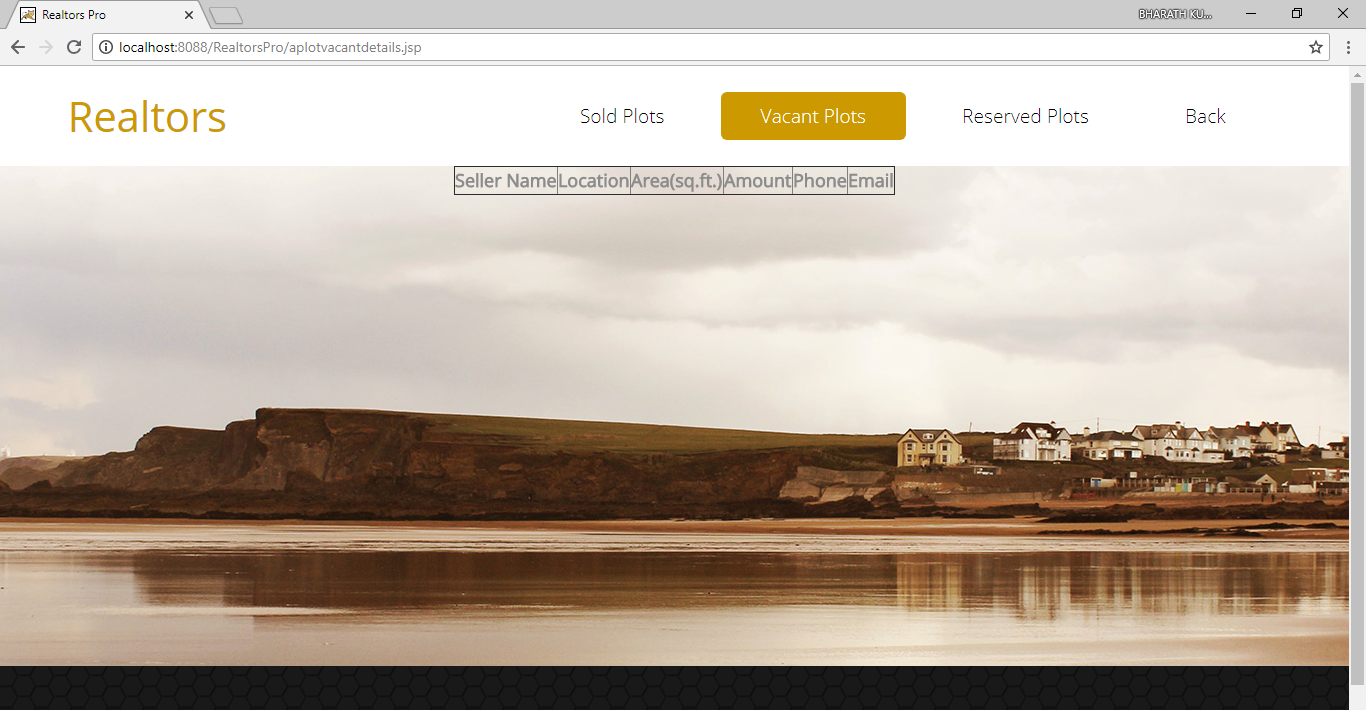 Realtors Pro
BHARATH KU...
localhost:8088/RealtorsPro/aplotvacantdetails.jsp
Realtors Sold Plots Vacant Plots Reserved Plots Back
Seller Name Location Area(sq.ft.) Amount Phone Email